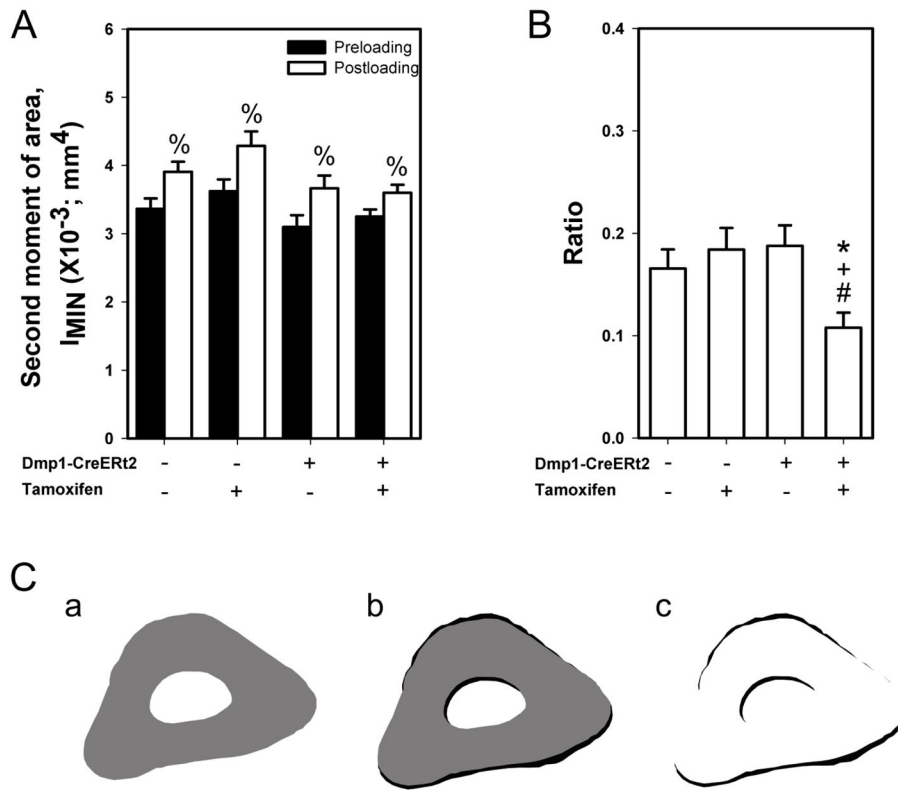 A
Second moment of area,
IMIN (X10-3; mm4)
6
5
4
3
2
1
0
Preloading
Postloading
% % % %
Dmp1-CreERt2 - - + +
Tamoxifen - + - +
B
Ratio
0.4
0.3
0.2
0.1
0.0
*
+
#
Dmp1-CreERt2 - - + +
Tamoxifen - + - +
C
a b c